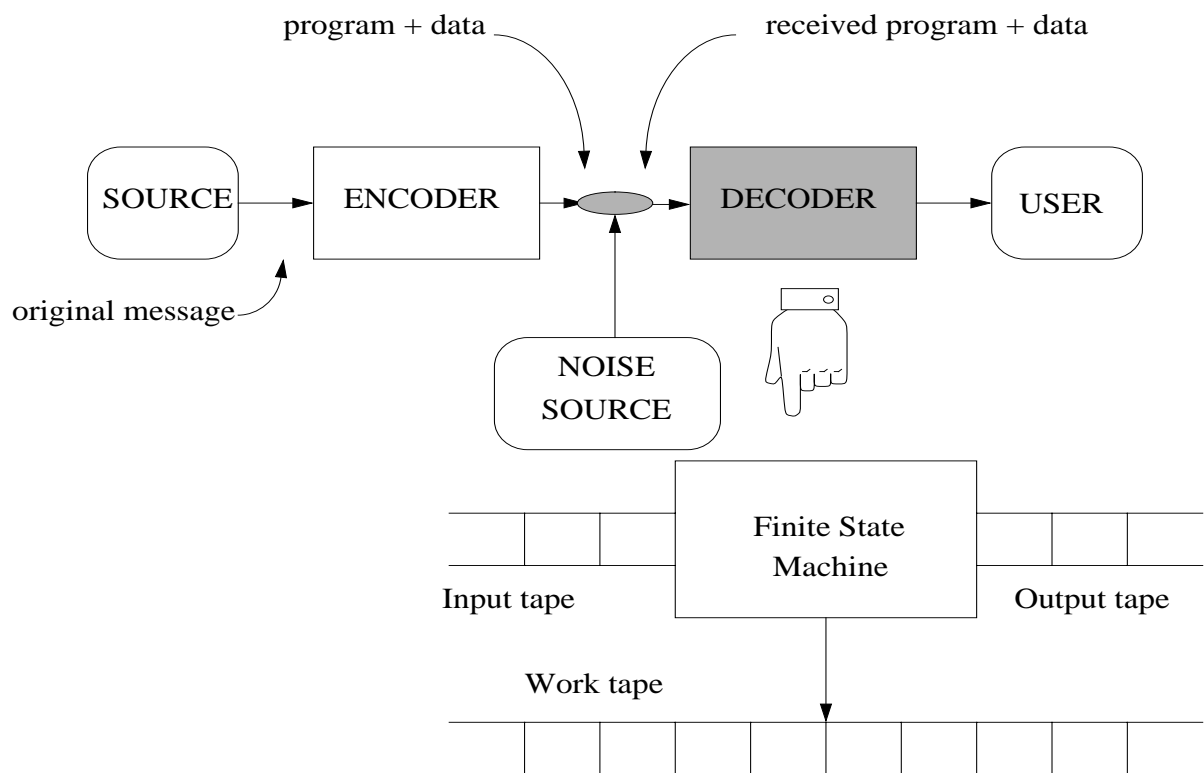 program + data
received program + data
SOURCE
ENCODER
DECODER
USER
original message
NOISE
SOURCE
Finite State
Machine
Input tape
Output tape
Work tape